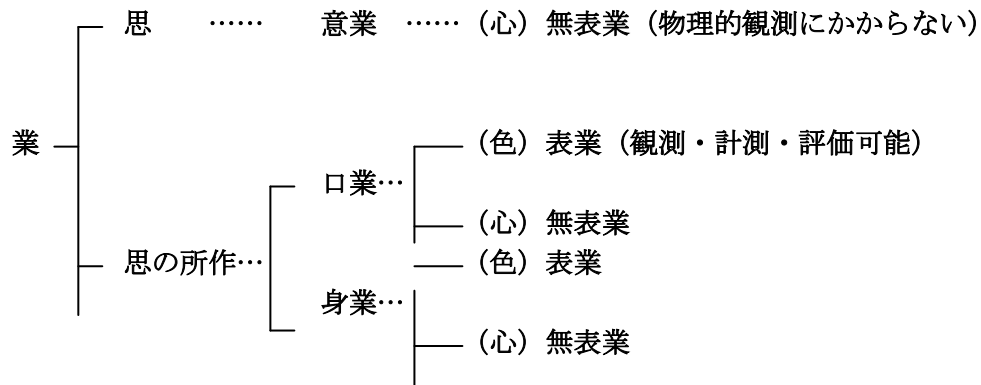 思 …… 意業 …… （心）無表業（物理的観測にかからない）
業 （色）表業（観測・計測・評価可能）
口業…
（心）無表業
思の所作… （色）表業
身業…
（心）無表業